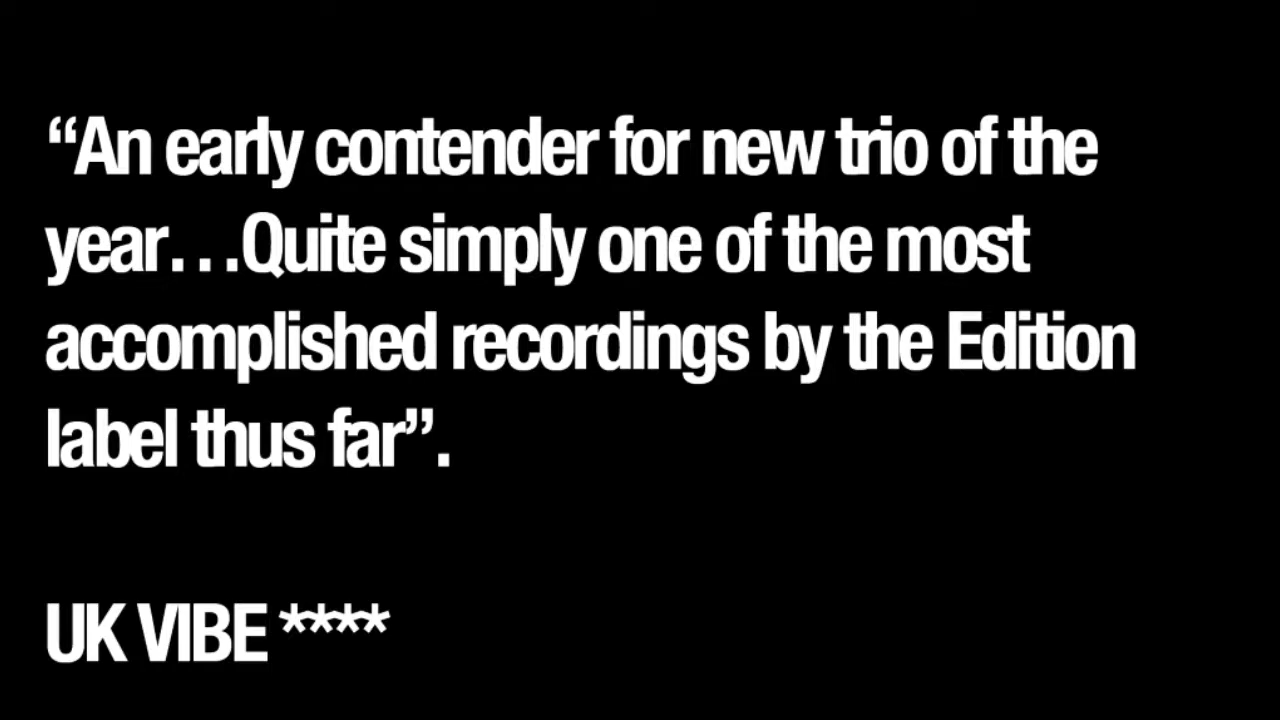 “An early contender for new trio of the
year…Quite simply one of the most
accomplished recordings by the Edition
label thus far”.
UK VIBE ****